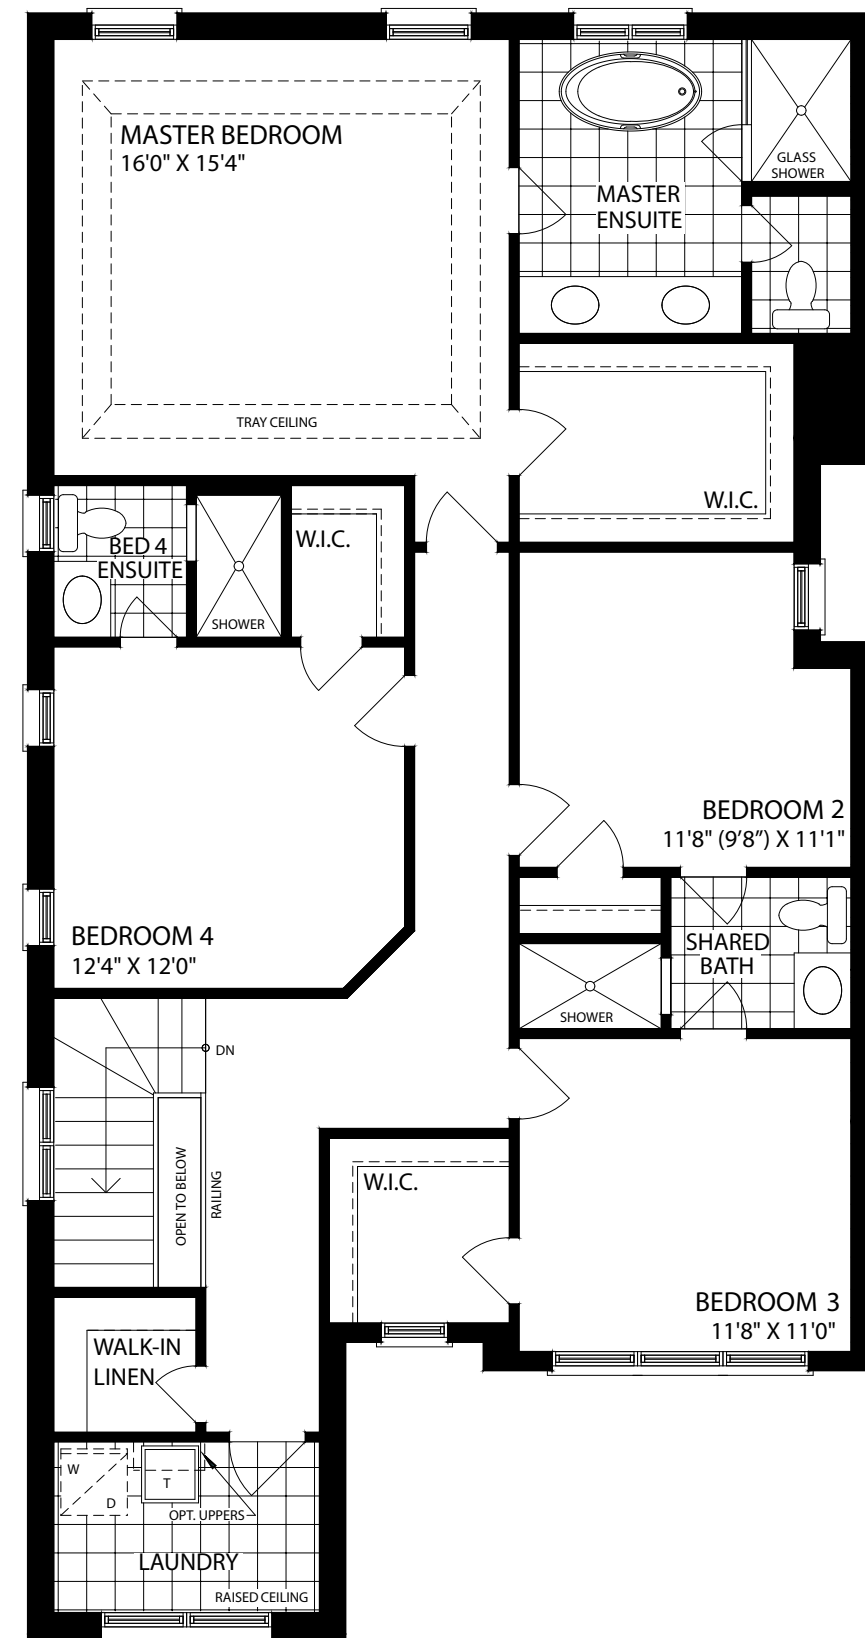 MASTER BEDROOM
16'0" X 15'4"
TRAY CEILING
MASTER
ENSUITE
GLASS
SHOWER
W.I.C.
BED 4
ENSUITE
SHOWER
W.I.C.
BEDROOM 2
11'8" (9’8”) X 11'1"
BEDROOM 4
12'4" X 12'0"
SHARED
BATH
SHOWER
DN
OPEN TO BELOW
RAILING
W.I.C.
BEDROOM 3
11'8" X 11'0"
WALK-IN
LINEN
W
D
T
OPT. UPPERS
LAUNDRY
RAISED CEILING